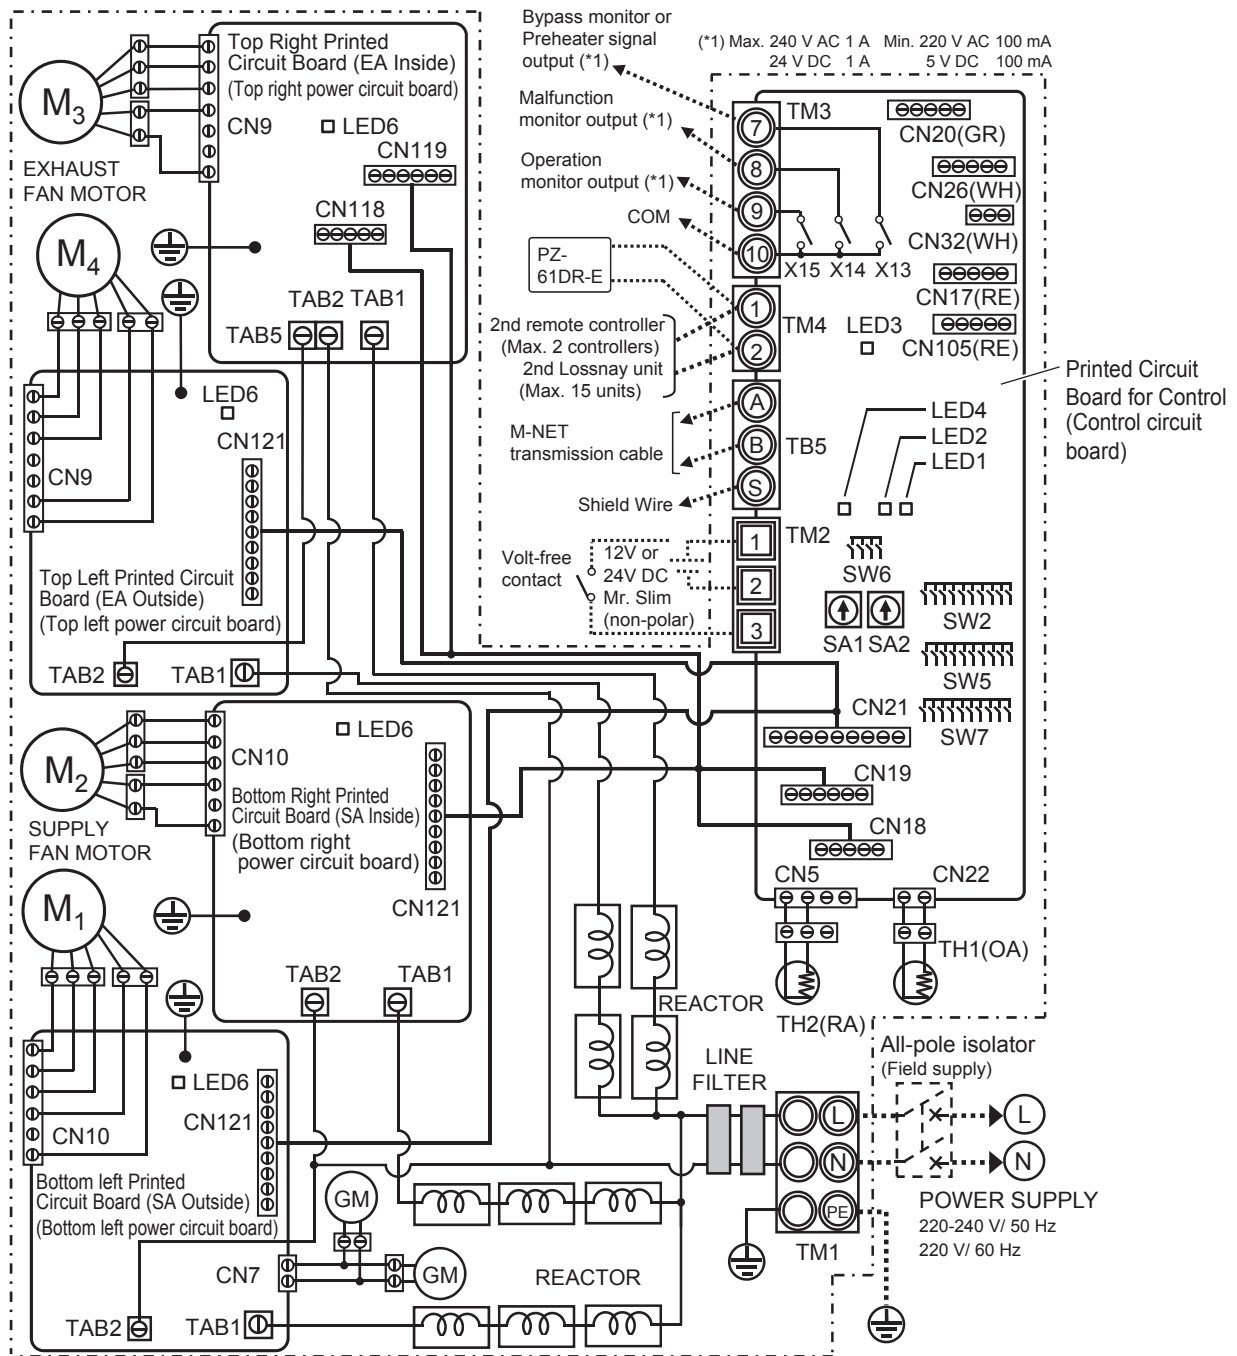 Bypass monitor or
Preheater signal
output (*1)
(*1) Max. 240 V AC 1 A Min. 220 V AC 100 mA
24 V DC 1 A 5 V DC 100 mA
Malfunction
monitor output (*1)
Operation
monitor output (*1)
COM
PZ-
61DR-E
2nd remote controller
(Max. 2 controllers)
2nd Lossnay unit
(Max. 15 units)
M-NET
transmission cable
Shield Wire
Volt-free
contact
12V or
24V DC
Mr. Slim
(non-polar)
TM3
7
8
9
10
X15 X14 X13
1
2
TM4
A
B
S
TB5
1
2
3
TM2
CN20(GR)
CN26(WH)
CN32(WH)
CN17(RE)
CN105(RE)
LED3
LED4
LED2
LED1
Printed Circuit
Board for Control
(Control circuit
board)
SW6
SA1 SA2
SW2
SW5
SW7
CN21
CN19
CN18
CN5
CN22
TH2(RA)
TH1(OA)
M3
EXHAUST
FAN MOTOR
Top Right Printed
Circuit Board (EA Inside)
(Top right power circuit board)
CN9
LED6
CN119
CN118
TAB2 TAB1
TAB5
M4
LED6
CN121
CN9
Top Left Printed Circuit
Board (EA Outside)
(Top left power circuit board)
TAB2
TAB1
M2
SUPPLY
FAN MOTOR
LED6
CN10
Bottom Right Printed
Circuit Board (SA Inside)
(Bottom right
power circuit board)
CN121
TAB2
TAB1
M1
LED6
CN121
CN10
Bottom left Printed
Circuit Board (SA Outside)
(Bottom left power circuit board)
CN7
TAB2
TAB1
GM
GM
REACTOR
REACTOR
LINE
FILTER
L
N
PE
TM1
All-pole isolator
(Field supply)
L
N
POWER SUPPLY
220-240 V/ 50 Hz
220 V/ 60 Hz